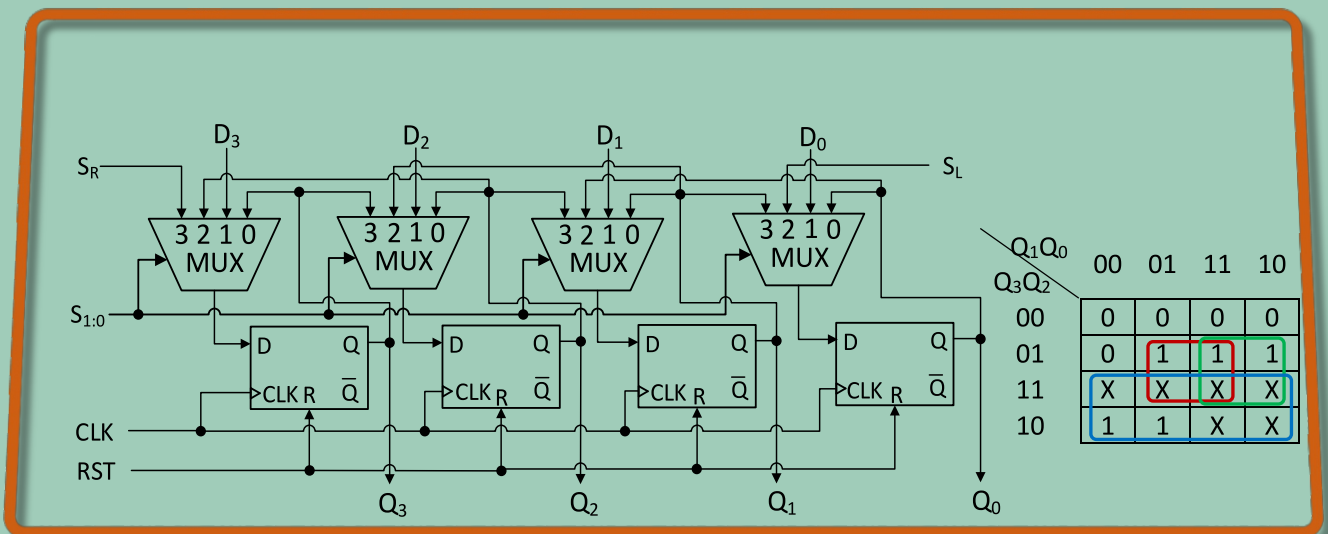 D3 D2 D1 D0
SR SL
3 2 1 0 3 2 1 0 3 2 1 0 3 2 1 0
MUX MUX MUX MUX
S1:0
D Q D Q D Q D Q
CLK R Q̅ CLK R Q̅ CLK R Q̅ CLK R Q̅
CLK
RST
Q3 Q2 Q1 Q0
Q1Q0 00 01 11 10
Q3Q2
00 0 0 0 0
01 0 1 1 1
11 X X X X
10 1 1 X X